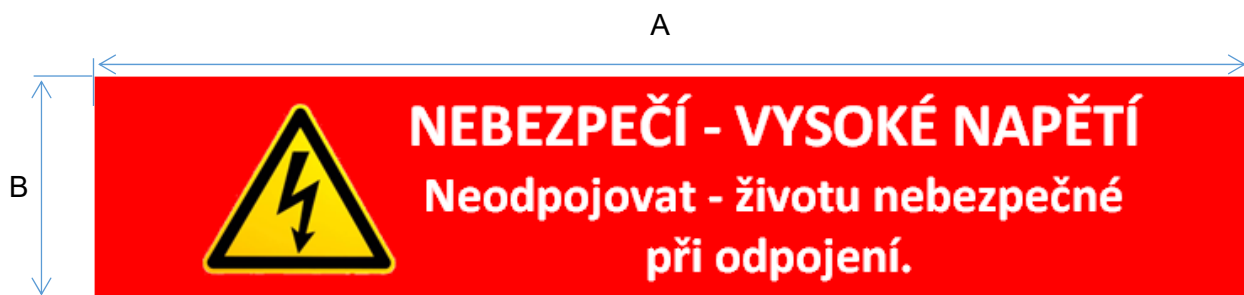 A
B
NEBEZPEČÍ - VYSOKÉ NAPĚTÍ
Neodpojovat - životu nebezpečné
při odpojení.